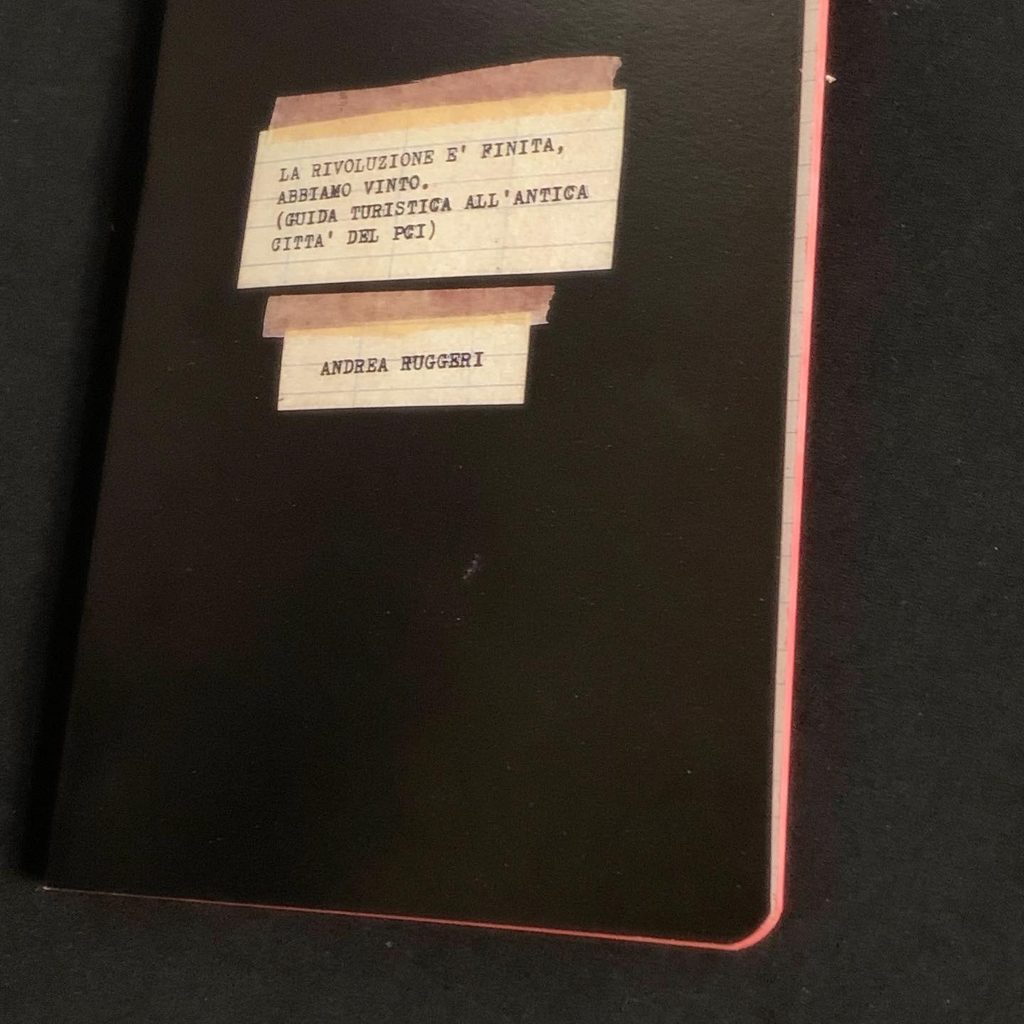 LA RIVOLUZIONE E' FINITA,
ABBIAMO VINTO.
(GUIDA TURISTICA ALL'ANTICA
CITTA' DEL PCI)
ANDREA RUGGERI